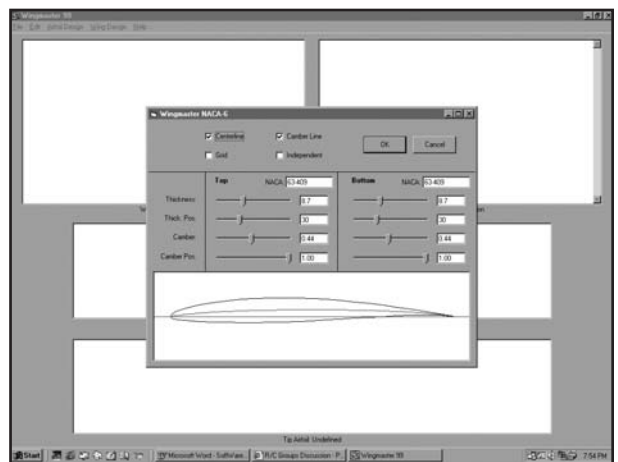 Wingmaster 99
File Edit Airfoil Design Wing Design Help
Wingmaster NACA-6
Centerline Camber Line
Grid Independent
OK Cancel
Top NACA: 63-409 Bottom NACA: 63-409
Thickness 8.7 8.7
Thick. Pos. 30 30
Camber 0.44 0.44
Camber Pos. 1.00 1.00
Tip Airfoil: Undefined
Start Microsoft Word - R/C Groups Discussion - P... Wingmaster 99 7:54 PM